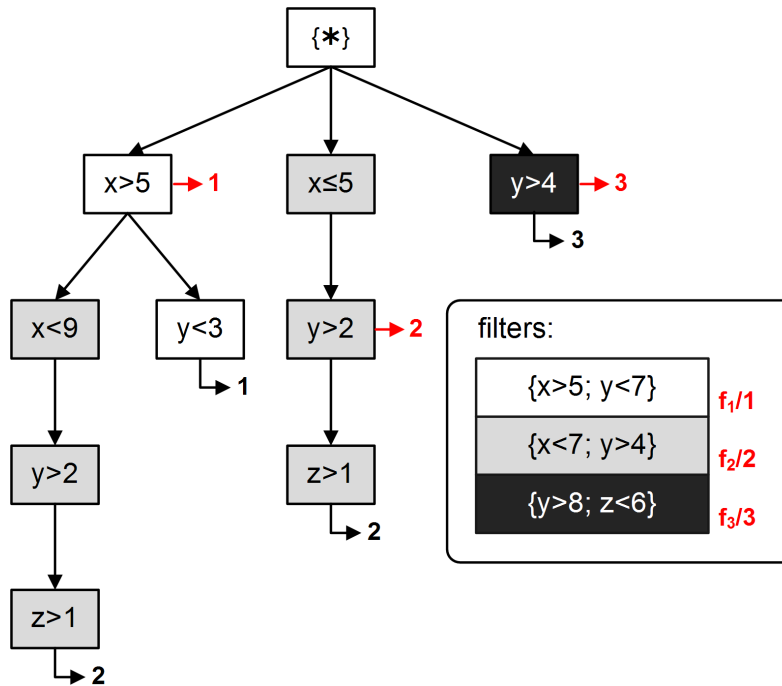 {*}
x>5
1
x≤5
y>4
3
3
x<9
y<3
1
y>2
2
y>2
z>1
2
z>1
2
filters:
{x>5; y<7}
f₁/1
{x<7; y>4}
f₂/2
{y>8; z<6}
f₃/3